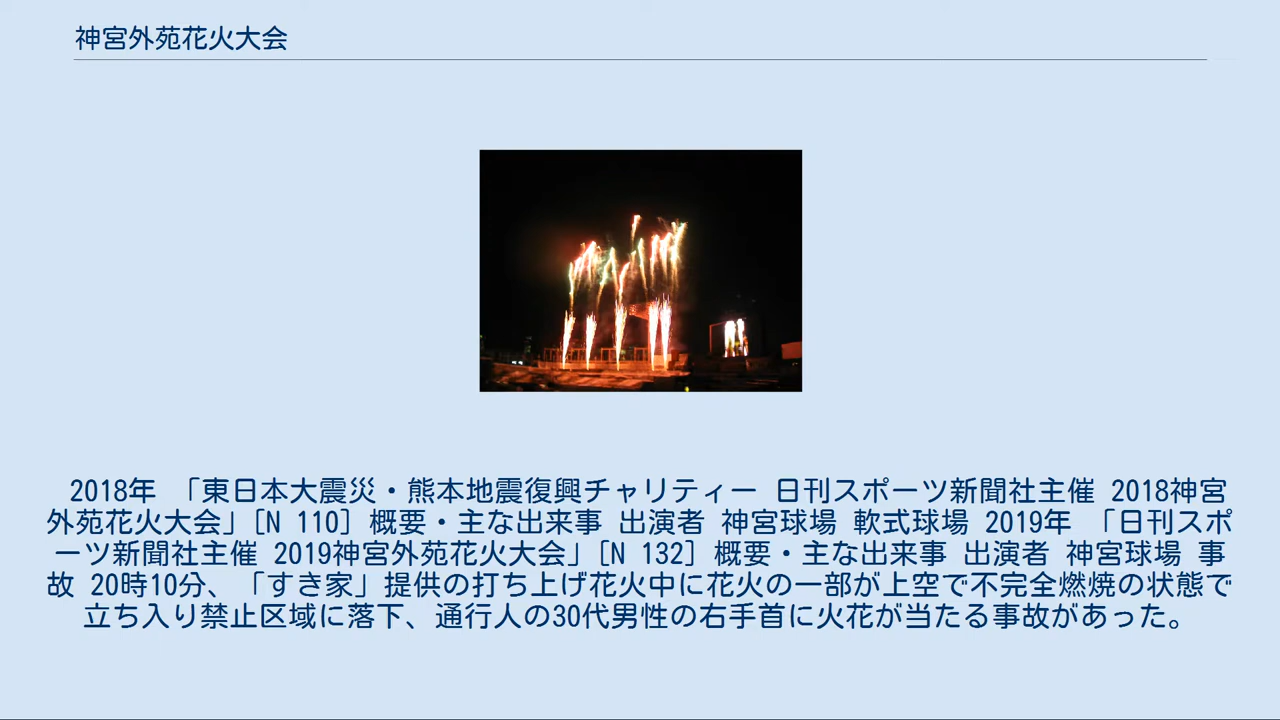 神宮外苑花火大会
2018年 「東日本大震災・熊本地震復興チャリティー 日刊スポーツ新聞社主催 2018神宮
外苑花火大会」[N 110] 概要・主な出来事 出演者 神宮球場 軟式球場 2019年 「日刊スポ
ーツ新聞社主催 2019神宮外苑花火大会」[N 132] 概要・主な出来事 出演者 神宮球場 事
故 20時10分、「すき家」提供の打ち上げ花火中に花火の一部が上空で不完全燃焼の状態で
立ち入り禁止区域に落下、通行人の30代男性の右手首に火花が当たる事故があった。